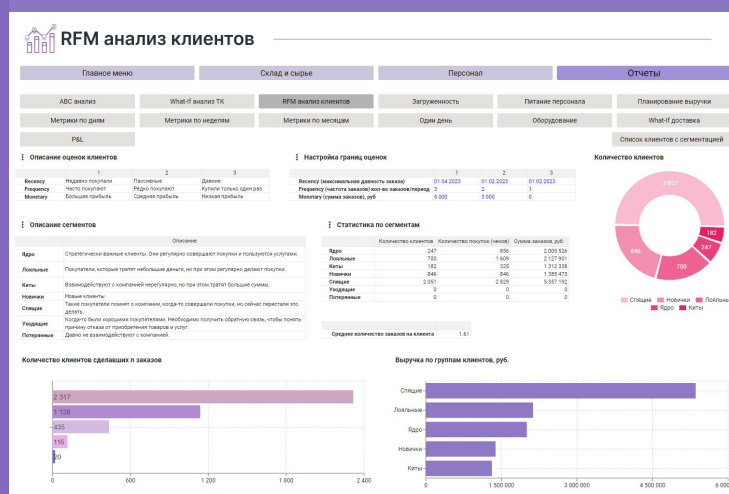 RFM анализ клиентов
Главное меню Склад и сырье Персонал Отчеты
ABC анализ What-If анализ ТК RFM анализ клиентов Загруженность Питание персонала Планирование выручки
Метрики по дням Метрики по неделям Метрики по месяцам Один день Оборудование What-If доставка
P&L Список клиентов с сегментацией
Описание оценок клиентов Настройка границ оценок Количество клиентов
1 2 3 1 2 3
Recency Недавно покупали Пассивные Давние Recency (максимальная давность заказа) 01.04.2023 01.02.2023 01.02.2023
Frequency Часто покупают Редко покупают Купили только один раз Frequency (частота заказов) кол-во заказов/период 3 2 1
Monetary Большая прибыль Средняя прибыль Низкая прибыль Monetary (сумма заказов), руб 5 000 3 000 0
2 051
182
247
846
700
Описание сегментов Статистика по сегментам
Описание Количество клиентов Количество покупок (чеков) Сумма заказов, руб.
Ядро Стратегически важные клиенты. Они регулярно совершают покупки и пользуются услугами. Ядро 247 856 2 005 526
Лояльные Покупатели, которые тратят небольшие деньги, но при этом регулярно делают покупки. Лояльные 700 1 609 2 127 901
Киты Взаимодействуют с компанией нерегулярно, но при этом тратят большие суммы. Киты 182 325 1 312 338
Новички Новые клиенты Новички 846 846 1 385 473
Спящие Такие покупатели помнят о компании, когда-то совершали покупки, но сейчас перестали это делать. Спящие 2 051 2 829 5 357 192
Уходящие Когда-то были хорошими покупателями. Необходимо получить обратную связь, чтобы понять причину отказа от приобретения товаров и услуг. Уходящие 0 0 0
Потерянные Давно не взаимодействуют с компанией. Потерянные 0 0 0
Среднее количество заказов на клиента 1.61
Спящие Новички Лояльны
Ядро Киты
Количество клиентов сделавших n заказов Выручка по группам клиентов, руб.
2 317
1 138
435
116
20
0 600 1 200 1 800 2 400
Спящие
Лояльные
Ядро
Новички
Киты
0 1 500 000 3 000 000 4 500 000 6 000